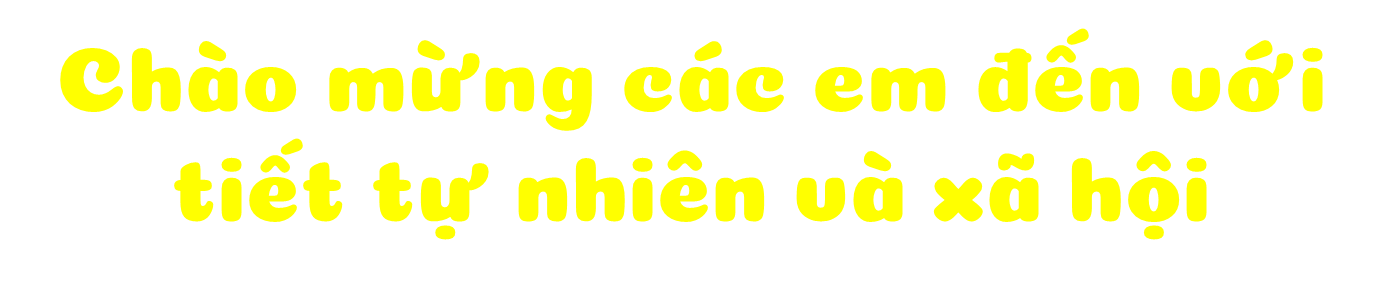 Chào mừng các em đến với
tiết tự nhiên và xã hội